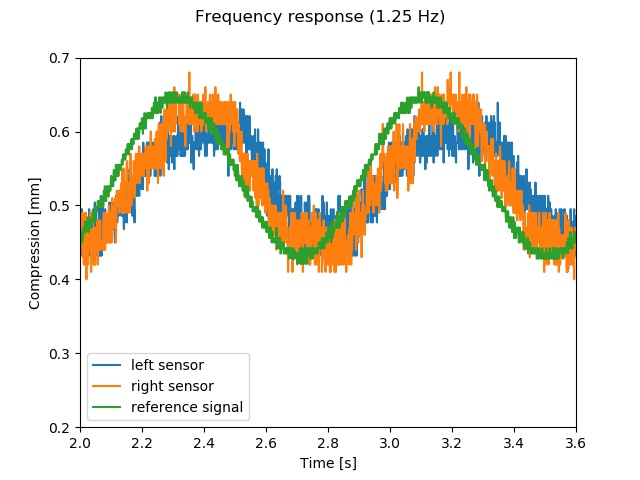 Frequency response (1.25 Hz)
0.7
0.6
0.5
0.4
0.3
0.2
Compression [mm]
left sensor
right sensor
reference signal
2.0 2.2 2.4 2.6 2.8 3.0 3.2 3.4 3.6
Time [s]